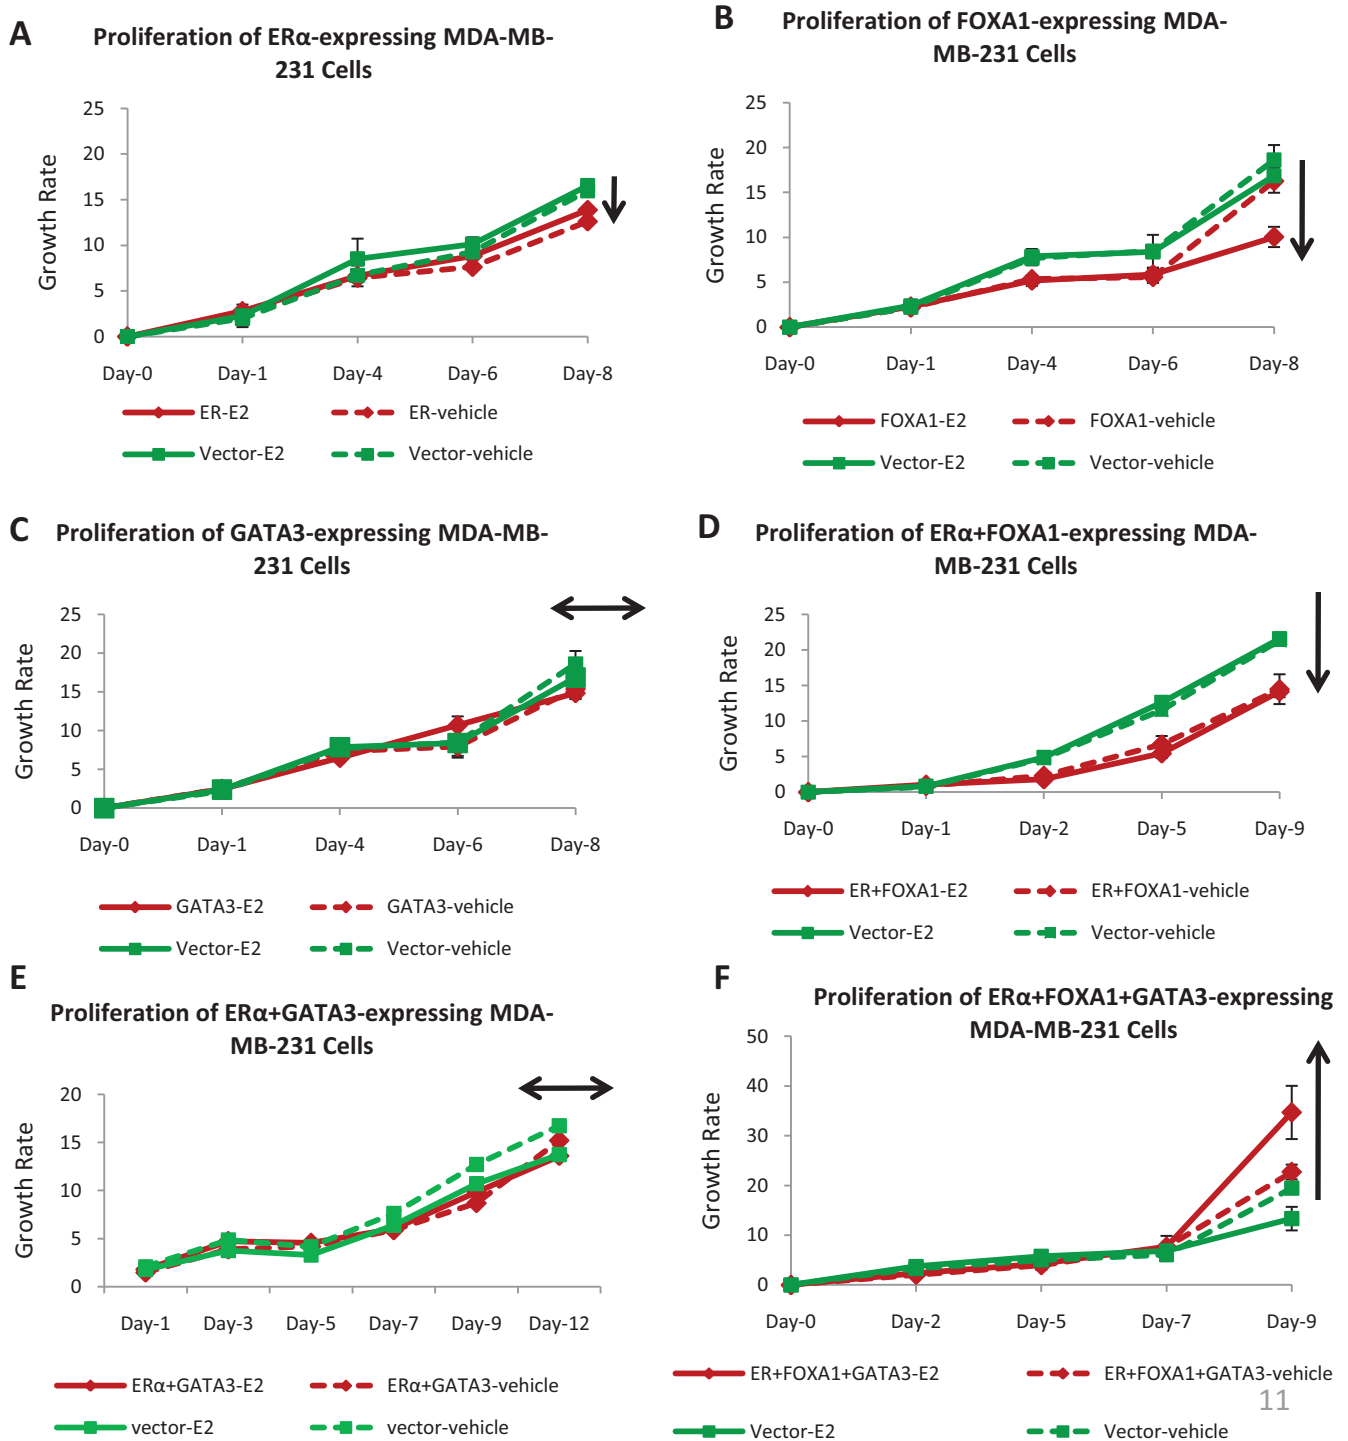 A
Proliferation of ERα-expressing MDA-MB-
231 Cells
Growth Rate
25
20
15
10
5
0
Day-0 Day-1 Day-4 Day-6 Day-8
ER-E2 ER-vehicle
Vector-E2 Vector-vehicle
B
Proliferation of FOXA1-expressing MDA-
MB-231 Cells
Growth Rate
25
20
15
10
5
0
Day-0 Day-1 Day-4 Day-6 Day-8
FOXA1-E2 FOXA1-vehicle
Vector-E2 Vector-vehicle
C
Proliferation of GATA3-expressing MDA-MB-
231 Cells
Growth Rate
25
20
15
10
5
0
Day-0 Day-1 Day-4 Day-6 Day-8
GATA3-E2 GATA3-vehicle
Vector-E2 Vector-vehicle
D
Proliferation of ERα+FOXA1-expressing MDA-
MB-231 Cells
Growth Rate
25
20
15
10
5
0
Day-0 Day-1 Day-2 Day-5 Day-9
ER+FOXA1-E2 ER+FOXA1-vehicle
Vector-E2 Vector-vehicle
E
Proliferation of ERα+GATA3-expressing MDA-
MB-231 Cells
Growth Rate
20
15
10
5
0
Day-1 Day-3 Day-5 Day-7 Day-9 Day-12
ERα+GATA3-E2 ERα+GATA3-vehicle
vector-E2 vector-vehicle
F
Proliferation of ERα+FOXA1+GATA3-expressing
MDA-MB-231 Cells
Growth Rate
50
40
30
20
10
0
Day-0 Day-2 Day-5 Day-7 Day-9
ER+FOXA1+GATA3-E2 ER+FOXA1+GATA3-vehicle
Vector-E2 Vector-vehicle
11